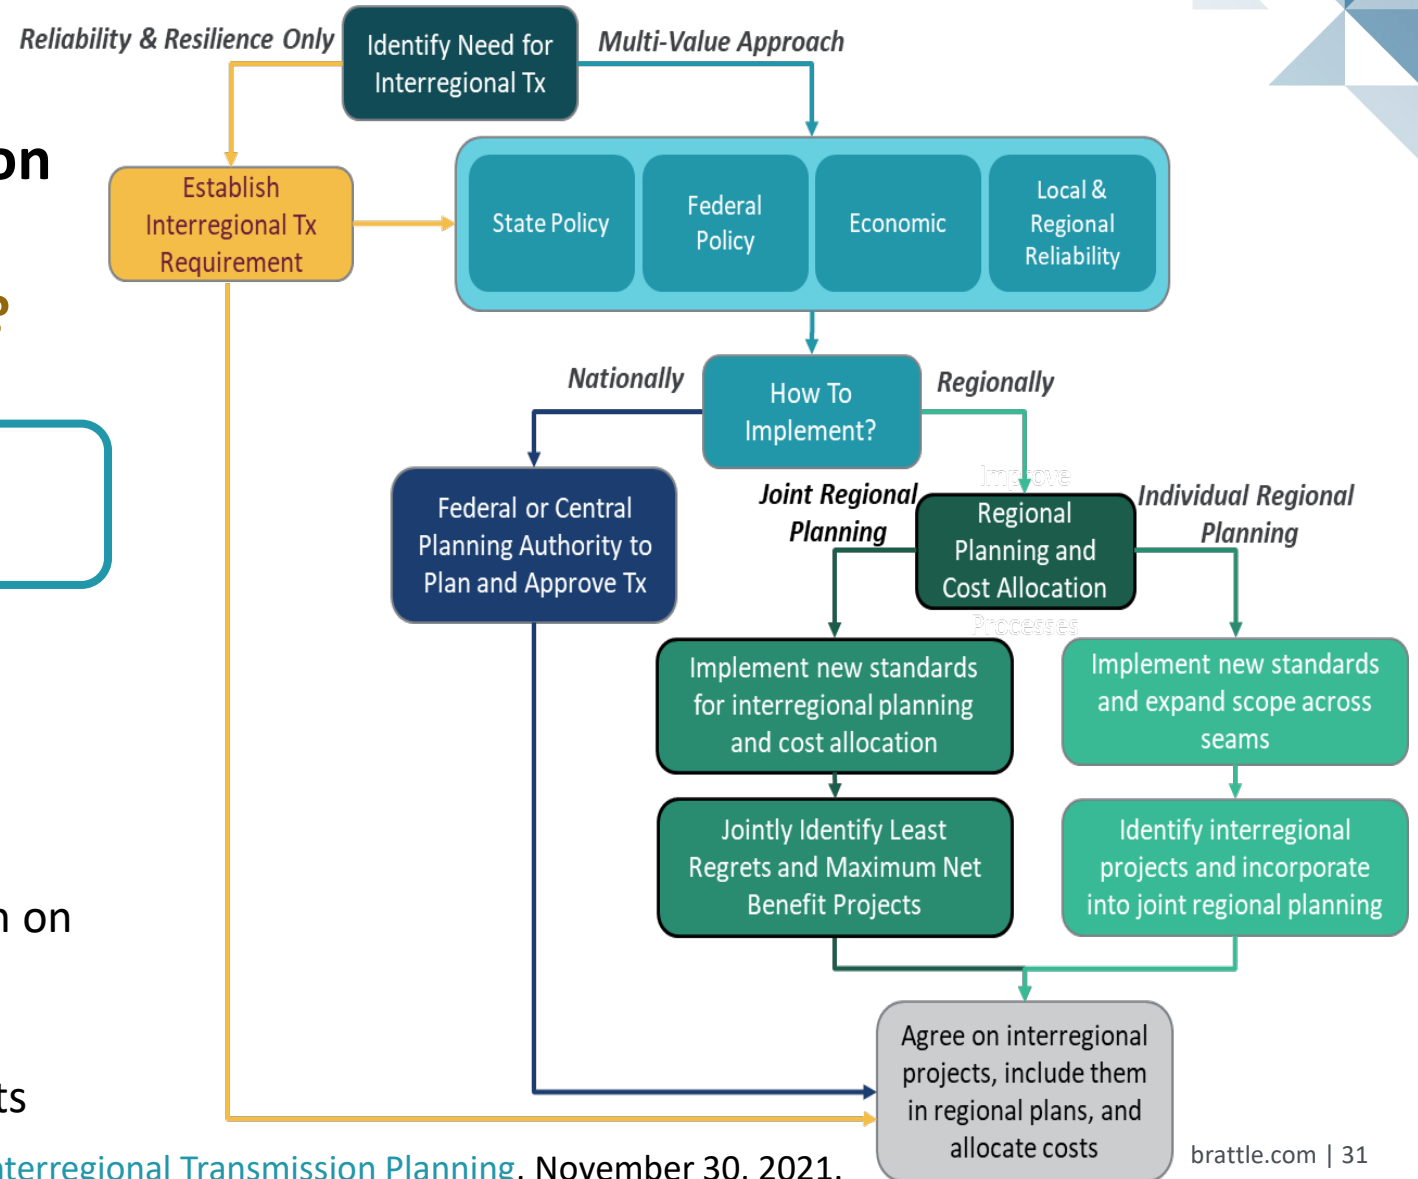 Reliability & Resilience Only
Identify Need for
Interregional Tx
Multi-Value Approach
on
Establish
Interregional Tx
Requirement
State Policy
Federal
Policy
Economic
Local &
Regional
Reliability
?
Nationally
How To
Implement?
Regionally
Federal or Central
Planning Authority to
Plan and Approve Tx
Joint Regional
Planning
Improve
Regional
Planning and
Cost Allocation
Processes
Individual Regional
Planning
Implement new standards
for interregional planning
and cost allocation
Implement new standards
and expand scope across
seams
Jointly Identify Least
Regrets and Maximum Net
Benefit Projects
Identify interregional
projects and incorporate
into joint regional planning
n on
Agree on interregional
projects, include them
in regional plans, and
allocate costs
ts
nterregional Transmission Planning, November 30, 2021.
brattle.com | 31